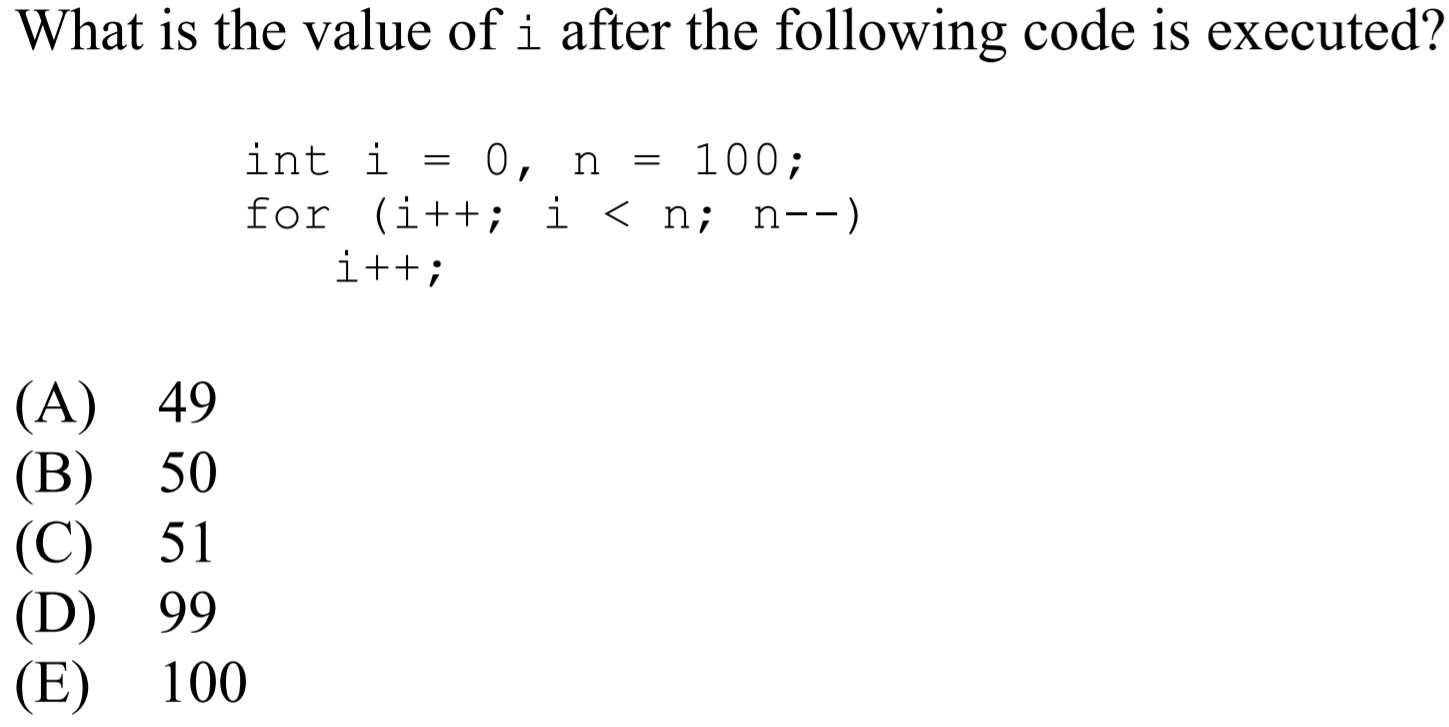 What is the value of i after the following code is executed?
int i = 0, n = 100;
for (i++; i < n; n--)
i++;
(A) 49
(B) 50
(C) 51
(D) 99
(E) 100